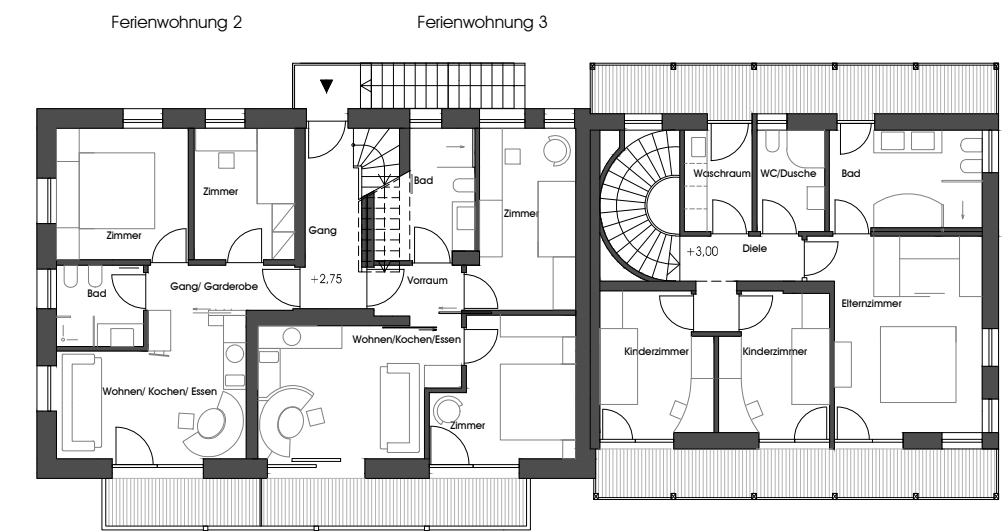 Ferienwohnung 2
Ferienwohnung 3
Waschraum
WC/Dusche
Bad
Bad
Zimmer
Zimmer
Gang
Zimmer
Zimmer
Diele
+3,00
+2,75
Vorraum
Gang/ Garderobe
Bad
Elternzimmer
Wohnen/Kochen/Essen
Kinderzimmer
Kinderzimmer
Wohnen/ Kochen/ Essen
Zimmer